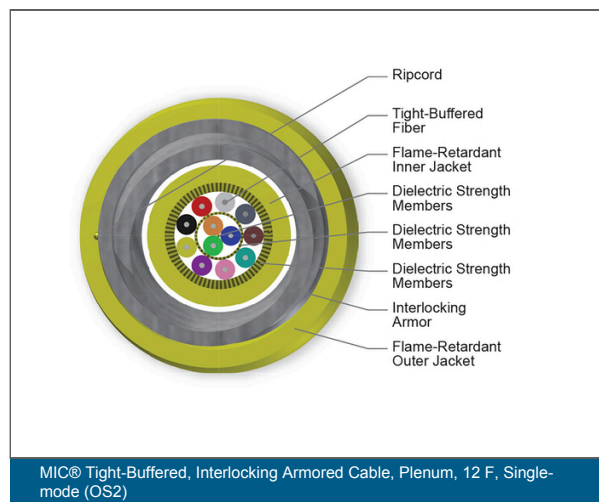 Ripcord
Tight-Buffered
Fiber
Flame-Retardant
Inner Jacket
Dielectric Strength
Members
Dielectric Strength
Members
Dielectric Strength
Members
Interlocking
Armor
Flame-Retardant
Outer Jacket
MIC® Tight-Buffered, Interlocking Armored Cable, Plenum, 12 F, Single-
mode (OS2)